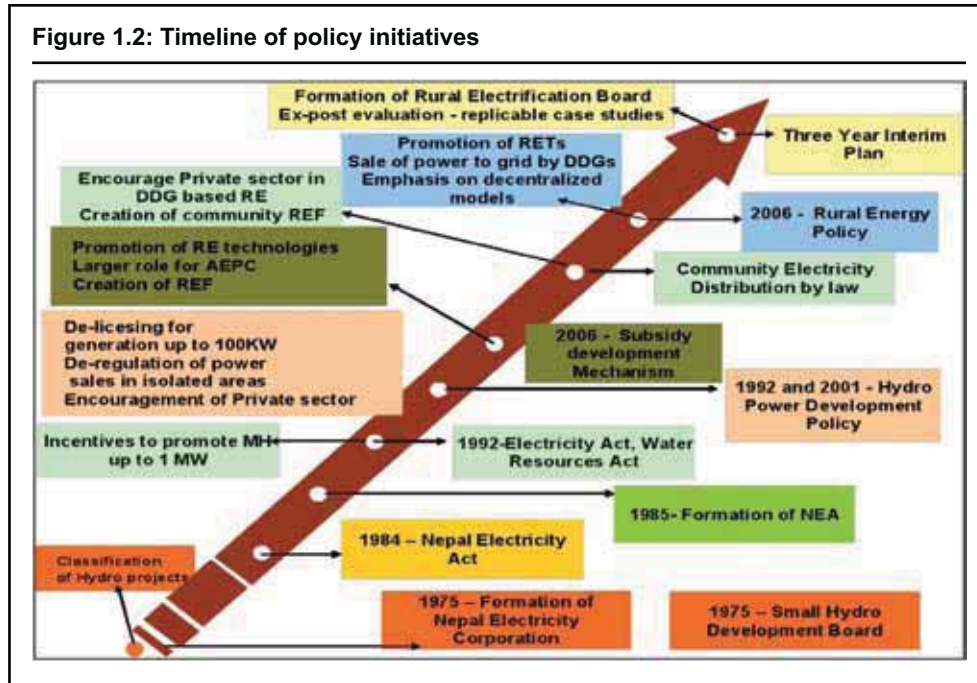 Figure 1.2: Timeline of policy initiatives
Formation of Rural Electrification Board
Ex-post evaluation - replicable case studies
Three Year Interim
Plan
Promotion of RETs
Sale of power to grid by DDGs
Emphasis on decentralized
models
2006 - Rural Energy
Policy
Encourage Private sector in
DDG based RE
Creation of community REF
Community Electricity
Distribution by law
Promotion of RE technologies
Larger role for AEPC
Creation of REF
2006 - Subsidy
development
Mechanism
De-licesing for
generation up to 100KW
De-regulation of power
sales in isolated areas
Encouragement of Private sector
1992 and 2001 - Hydro
Power Development
Policy
Incentives to promote MH
up to 1 MW
1992-Electricity Act, Water
Resources Act
1985- Formation of NEA
1984 – Nepal Electricity
Act
Classification
of Hydro projects
1975 – Formation of
Nepal Electricity
Corporation
1975 – Small Hydro
Development Board